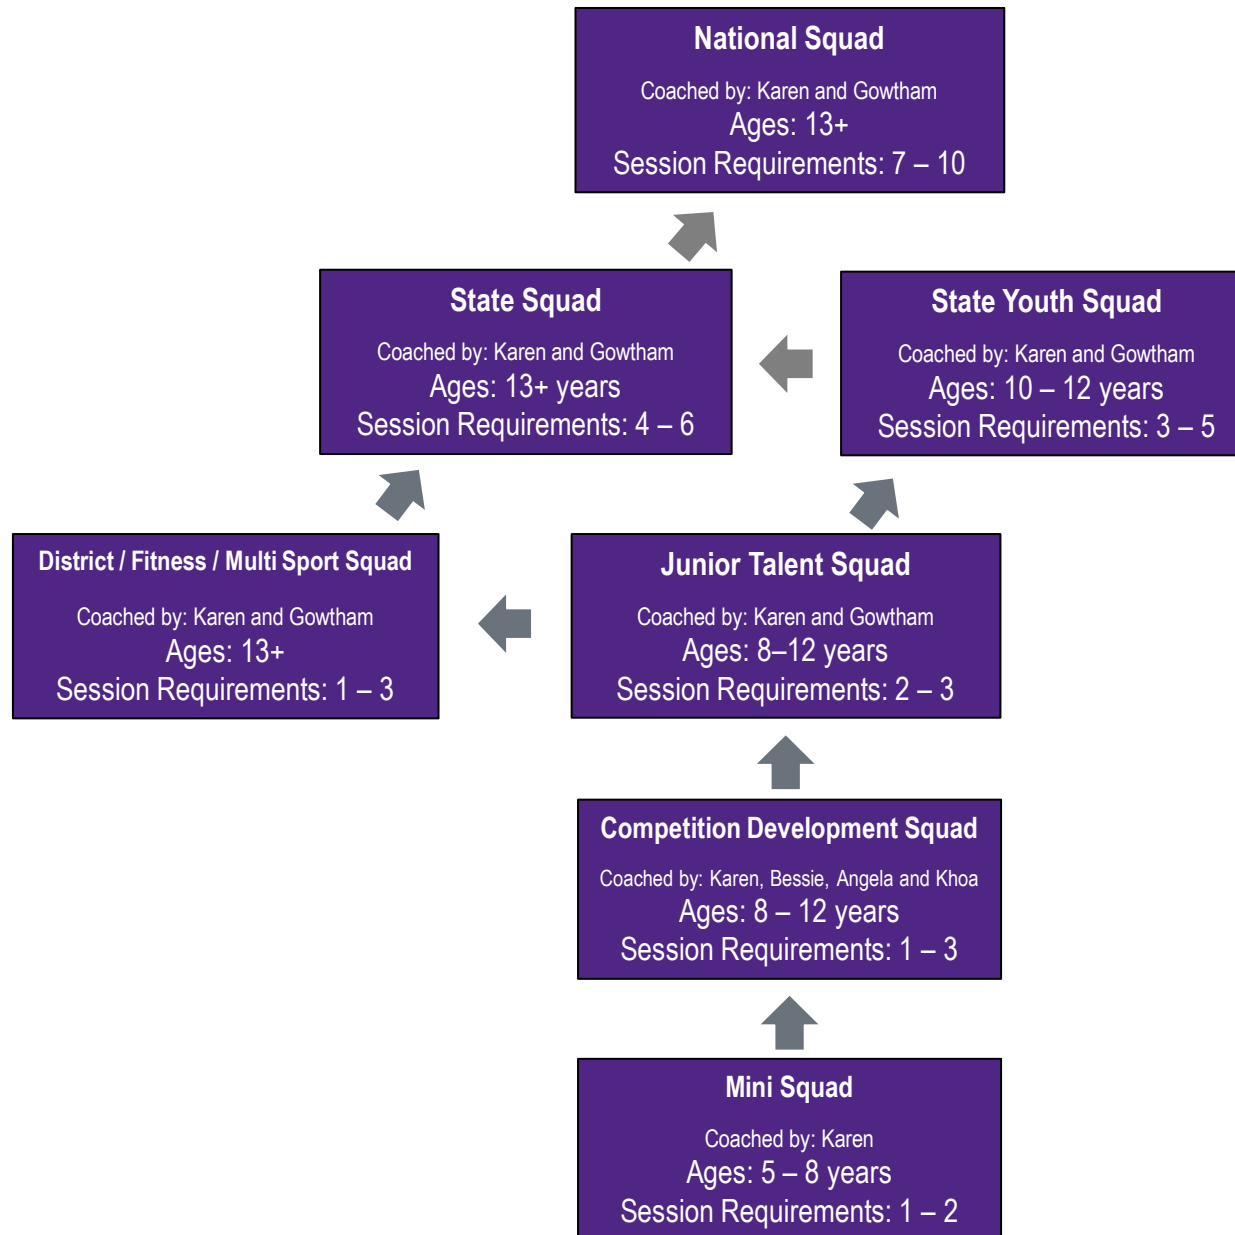 National Squad
Coached by: Karen and Gowtham
Ages: 13+
Session Requirements: 7 – 10
State Squad
Coached by: Karen and Gowtham
Ages: 13+ years
Session Requirements: 4 – 6
State Youth Squad
Coached by: Karen and Gowtham
Ages: 10 – 12 years
Session Requirements: 3 – 5
District / Fitness / Multi Sport Squad
Coached by: Karen and Gowtham
Ages: 13+
Session Requirements: 1 – 3
Junior Talent Squad
Coached by: Karen and Gowtham
Ages: 8–12 years
Session Requirements: 2 – 3
Competition Development Squad
Coached by: Karen, Bessie, Angela and Khoa
Ages: 8 – 12 years
Session Requirements: 1 – 3
Mini Squad
Coached by: Karen
Ages: 5 – 8 years
Session Requirements: 1 – 2